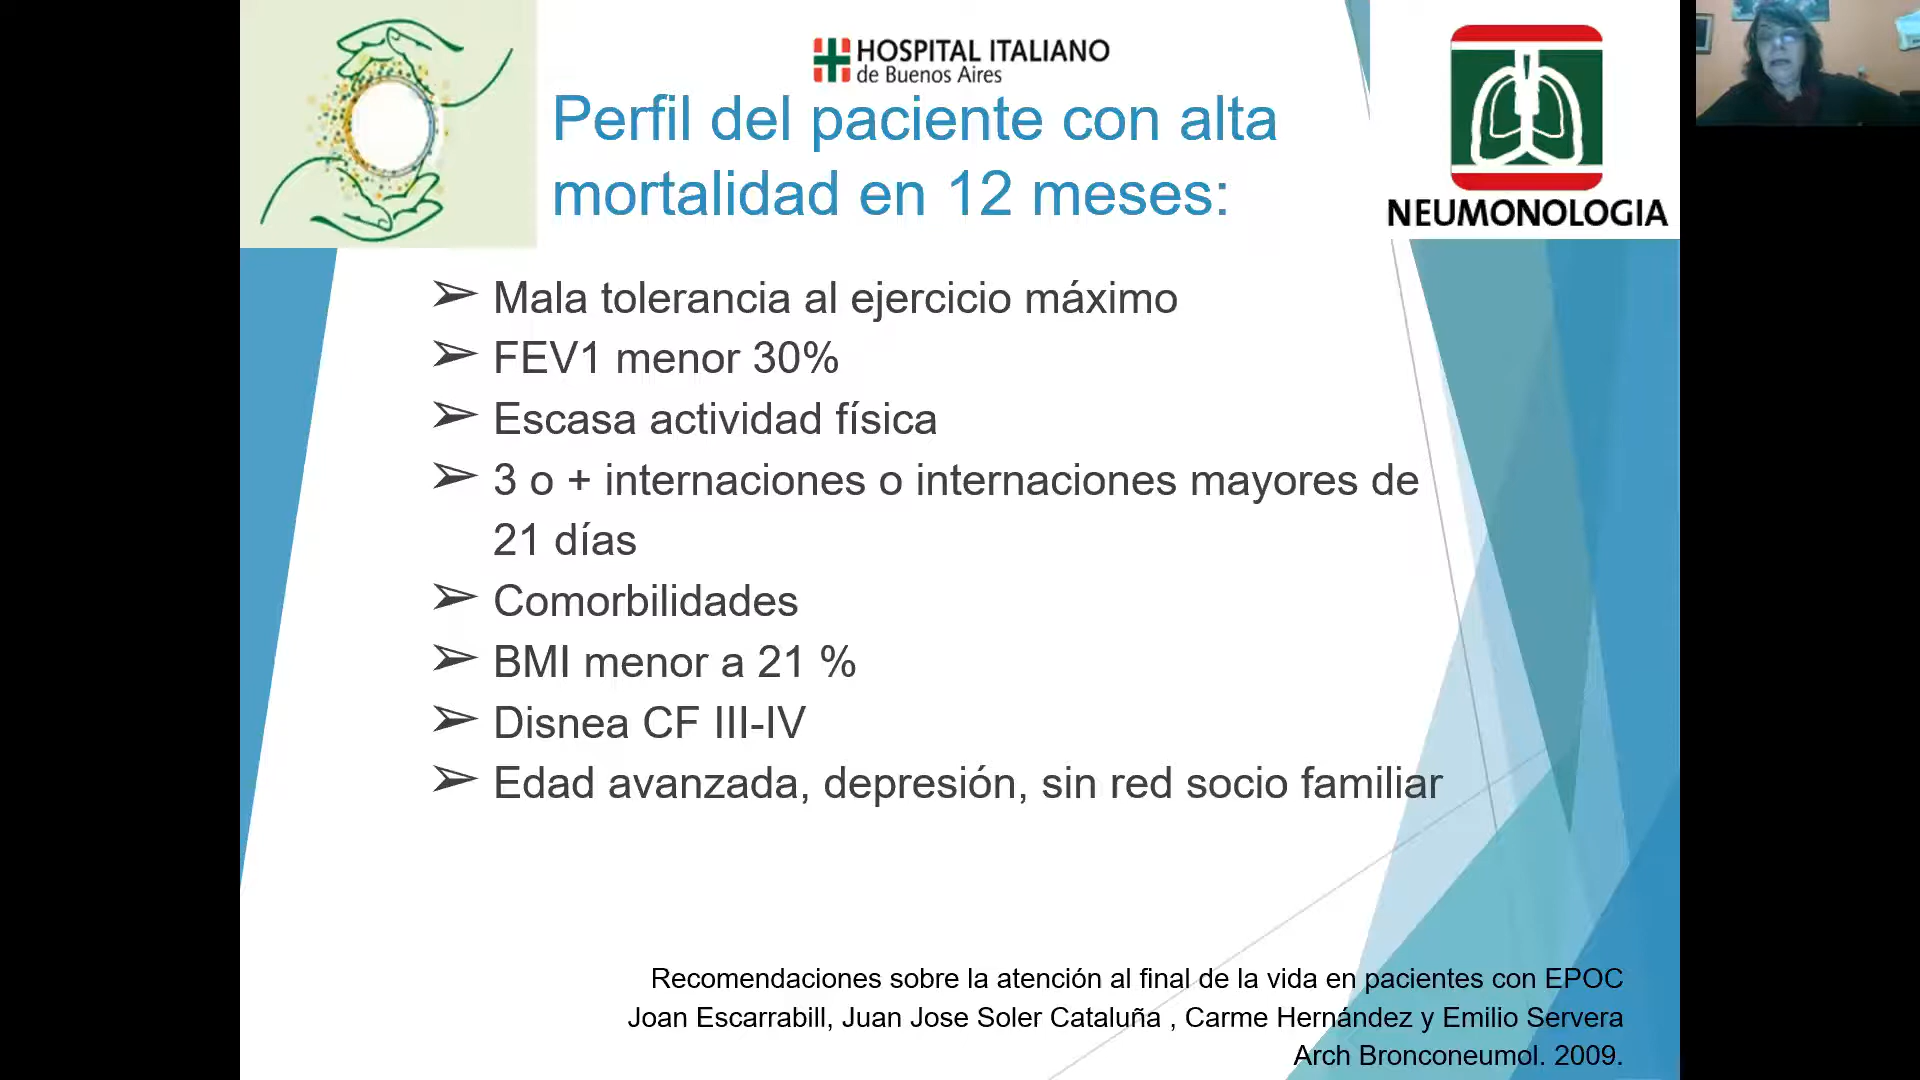 HOSPITAL ITALIANO
de Buenos Aires
Perfil del paciente con alta
mortalidad en 12 meses:
NEUMONOLOGIA
➢ Mala tolerancia al ejercicio máximo
➢ FEV1 menor 30%
➢ Escasa actividad física
➢ 3 o + internaciones o internaciones mayores de
21 días
➢ Comorbilidades
➢ BMI menor a 21 %
➢ Disnea CF III-IV
➢ Edad avanzada, depresión, sin red socio familiar
Recomendaciones sobre la atención al final de la vida en pacientes con EPOC
Joan Escarrabill, Juan Jose Soler Cataluña , Carme Hernández y Emilio Servera
Arch Bronconeumol. 2009.